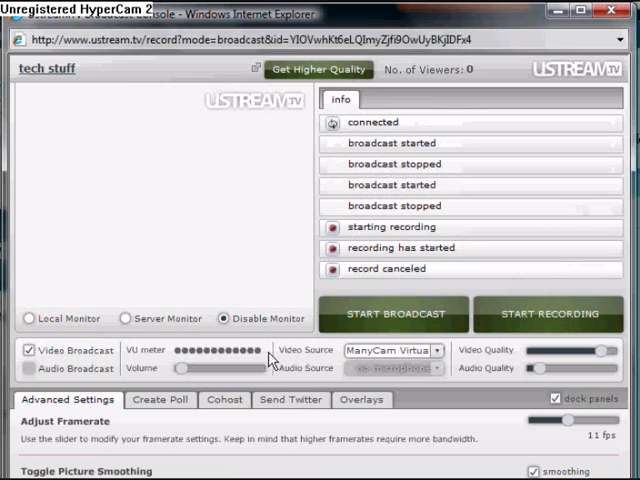 Unregistered HyperCam 2
Console - Windows Internet Explorer
http://www.ustream.tv/record?mode=broadcast&id=YIOVwhKt6eLQImyZjfi9OwUyBKjIDFx4
tech stuff
Get Higher Quality
No. of Viewers: 0
USTREAM.TV
USTREAM.TV
info
connected
broadcast started
broadcast stopped
broadcast started
broadcast stopped
starting recording
recording has started
record canceled
Local Monitor
Server Monitor
Disable Monitor
START BROADCAST
START RECORDING
Video Broadcast
VU meter
Video Source
ManyCam Virtua
Video Quality
Audio Broadcast
Volume
Audio Source
no microphone
Audio Quality
Advanced Settings
Create Poll
Cohost
Send Twitter
Overlays
dock panels
Adjust Framerate
Use the slider to modify your framerate settings. Keep in mind that higher framerates require more bandwidth.
11 fps
Toggle Picture Smoothing
smoothing